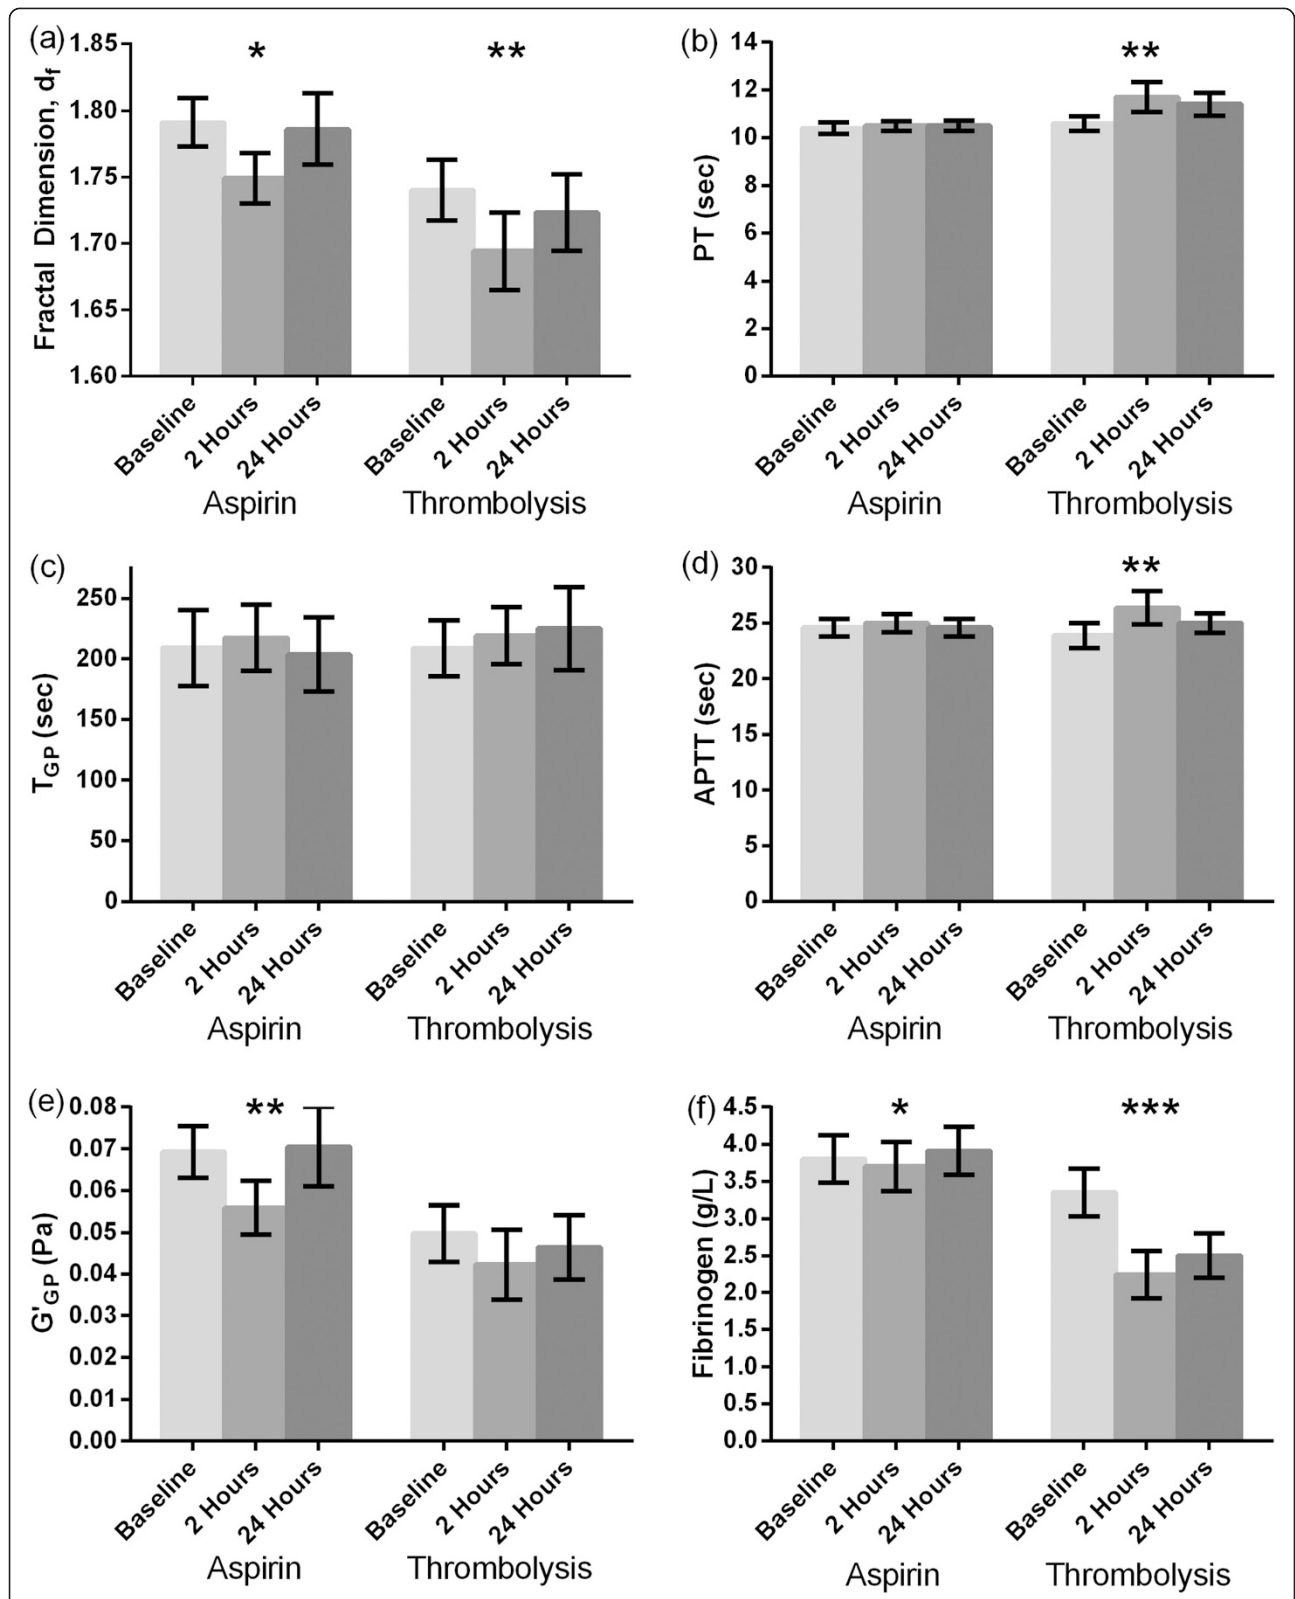 (a)
*
**
Fractal Dimension, df
1.85
1.80
1.75
1.70
1.65
1.60
Baseline
2 Hours
24 Hours
Baseline
2 Hours
24 Hours
Aspirin
Thrombolysis
(b)
**
PT (sec)
14
12
10
8
6
4
2
0
Baseline
2 Hours
24 Hours
Baseline
2 Hours
24 Hours
Aspirin
Thrombolysis
(c)
TGP (sec)
250
200
150
100
50
0
Baseline
2 Hours
24 Hours
Baseline
2 Hours
24 Hours
Aspirin
Thrombolysis
(d)
**
APTT (sec)
30
25
20
15
10
5
0
Baseline
2 Hours
24 Hours
Baseline
2 Hours
24 Hours
Aspirin
Thrombolysis
(e)
**
G'GP (Pa)
0.08
0.07
0.06
0.05
0.04
0.03
0.02
0.01
0.00
Baseline
2 Hours
24 Hours
Baseline
2 Hours
24 Hours
Aspirin
Thrombolysis
(f)
*
***
Fibrinogen (g/L)
4.5
4.0
3.5
3.0
2.5
2.0
1.5
1.0
0.5
0.0
Baseline
2 Hours
24 Hours
Baseline
2 Hours
24 Hours
Aspirin
Thrombolysis